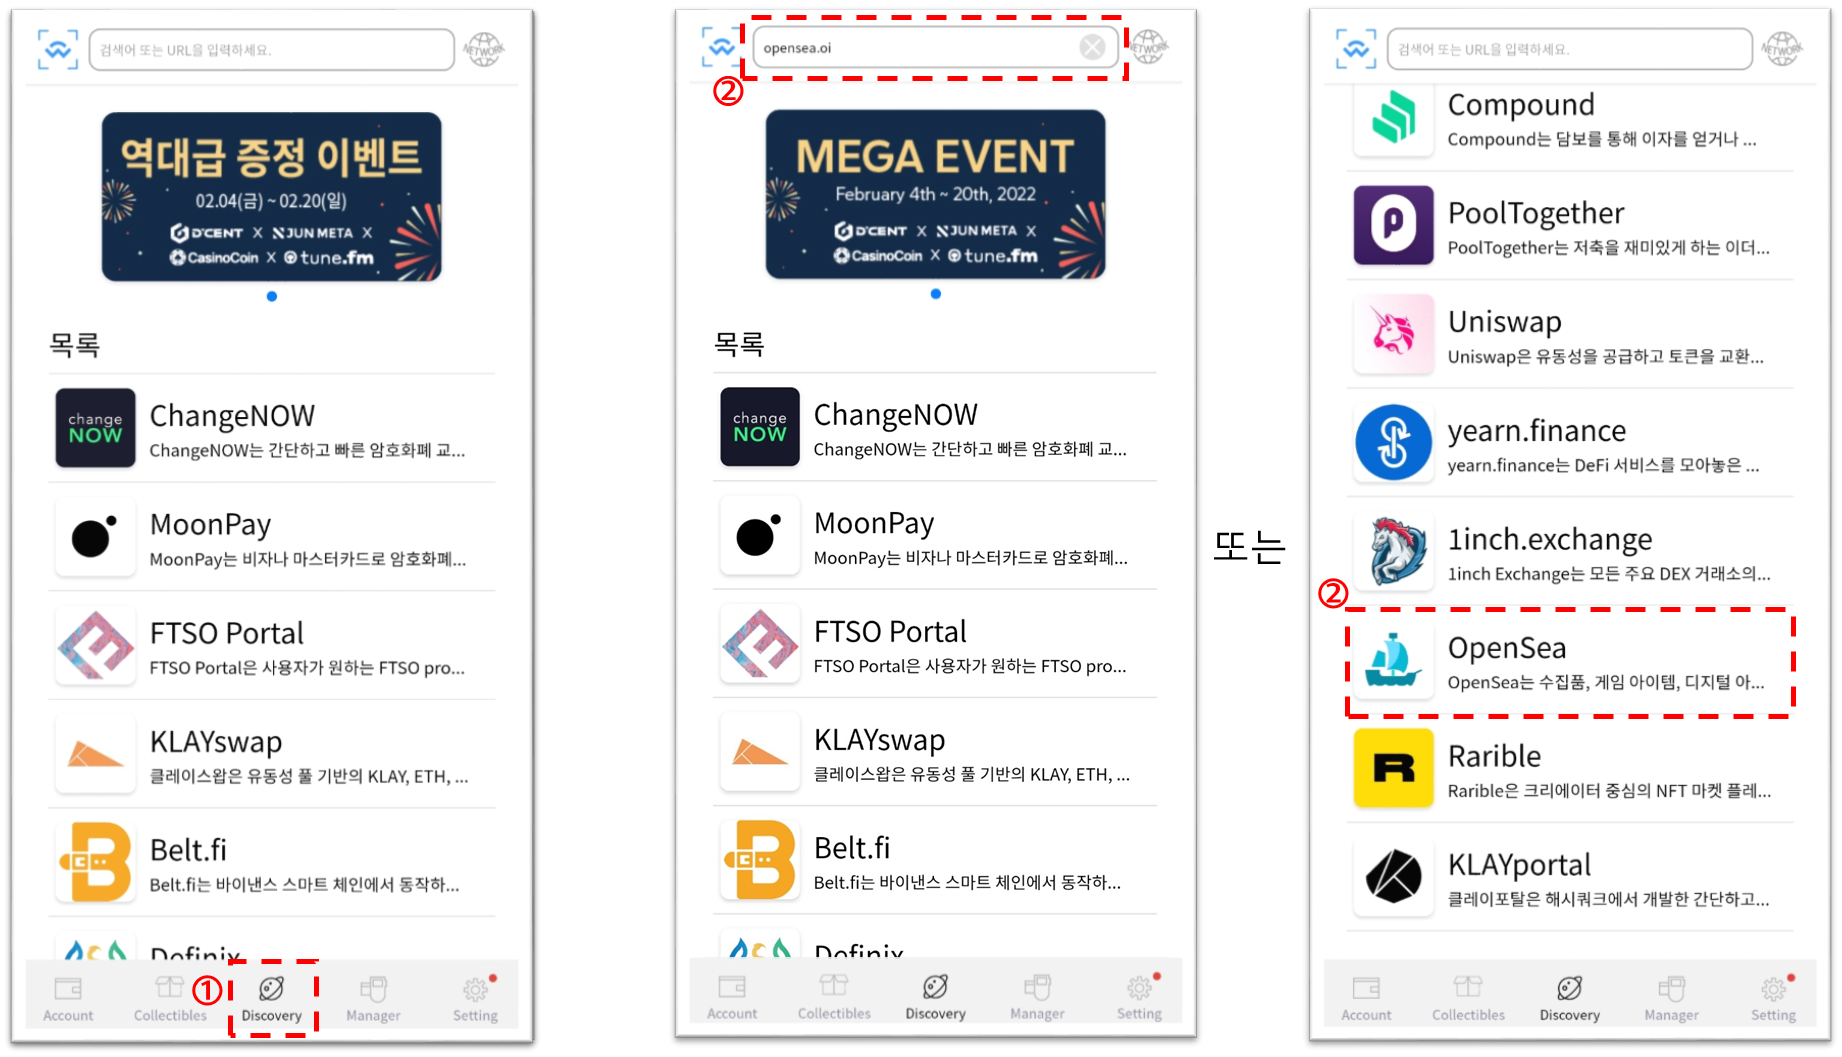 검색어 또는 URL을 입력하세요.
NETWORK
역대급 증정 이벤트
02.04(금) ~ 02.20(일)
D'CENT X JUN META X
CasinoCoin X tune.fm
목록
change
NOW
ChangeNOW
ChangeNOW는 간단하고 빠른 암호화폐 교...
MoonPay
MoonPay는 비자나 마스터카드로 암호화폐...
FTSO Portal
FTSO Portal은 사용자가 원하는 FTSO pro...
KLAYswap
클레이스왑은 유동성 풀 기반의 KLAY, ETH, ...
Belt.fi
Belt.fi는 바이낸스 스마트 체인에서 동작하...
Definix
①
Account
Collectibles
Discovery
Manager
Setting
opensea.oi
NETWORK
②
MEGA EVENT
February 4th ~ 20th, 2022
D'CENT X JUN META X
CasinoCoin X tune.fm
목록
change
NOW
ChangeNOW
ChangeNOW는 간단하고 빠른 암호화폐 교...
MoonPay
MoonPay는 비자나 마스터카드로 암호화폐...
FTSO Portal
FTSO Portal은 사용자가 원하는 FTSO pro...
KLAYswap
클레이스왑은 유동성 풀 기반의 KLAY, ETH, ...
Belt.fi
Belt.fi는 바이낸스 스마트 체인에서 동작하...
Definix
Account
Collectibles
Discovery
Manager
Setting
또는
검색어 또는 URL을 입력하세요.
NETWORK
Compound
Compound는 담보를 통해 이자를 얻거나 ...
PoolTogether
PoolTogether는 저축을 재미있게 하는 이더...
Uniswap
Uniswap은 유동성을 공급하고 토큰을 교환...
yearn.finance
yearn.finance는 DeFi 서비스를 모아놓은 ...
1inch.exchange
1inch Exchange는 모든 주요 DEX 거래소의...
②
OpenSea
OpenSea는 수집품, 게임 아이템, 디지털 아...
R
Rarible
Rarible은 크리에이터 중심의 NFT 마켓 플레...
KLAYportal
클레이포탈은 해시쿼크에서 개발한 간단하고...
Account
Collectibles
Discovery
Manager
Setting